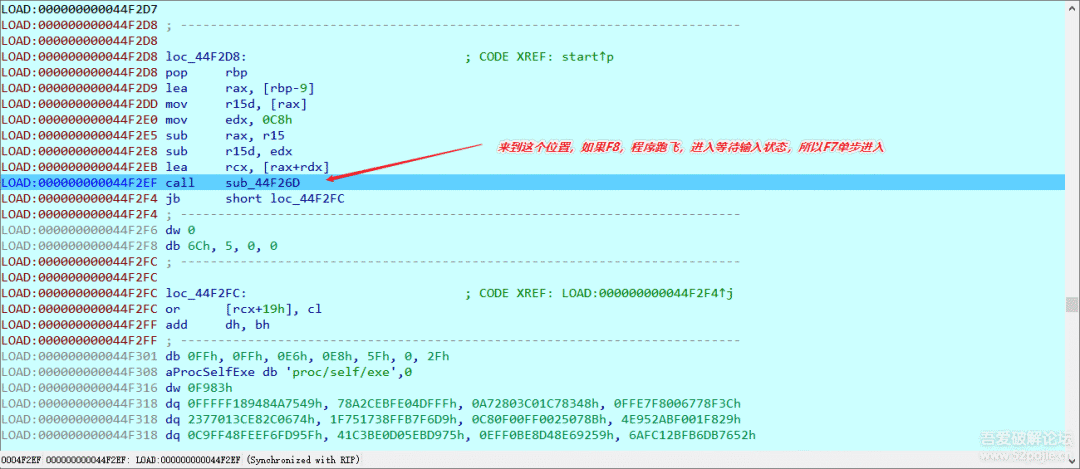 LOAD:000000000044F2D7
LOAD:000000000044F2D8 ; ---------------------------------------------------------------------------
LOAD:000000000044F2D8
LOAD:000000000044F2D8 loc_44F2D8: ; CODE XREF: start↑p
LOAD:000000000044F2D8 pop rbp
LOAD:000000000044F2D9 lea rax, [rbp-9]
LOAD:000000000044F2DD mov r15d, [rax]
LOAD:000000000044F2E0 mov edx, 0C8h
LOAD:000000000044F2E5 sub rax, r15
LOAD:000000000044F2E8 sub r15d, edx
LOAD:000000000044F2EB lea rcx, [rax+rdx]
来到这个位置，如果F8，程序跑飞，进入等待输入状态，所以F7单步进入
LOAD:000000000044F2EF call sub_44F26D
LOAD:000000000044F2F4 jb short loc_44F2FC
LOAD:000000000044F2F4 ; ---------------------------------------------------------------------------
LOAD:000000000044F2F6 dw 0
LOAD:000000000044F2F8 db 6Ch, 5, 0, 0
LOAD:000000000044F2FC ; ---------------------------------------------------------------------------
LOAD:000000000044F2FC
LOAD:000000000044F2FC loc_44F2FC: ; CODE XREF: LOAD:000000000044F2F4↑j
LOAD:000000000044F2FC or [rcx+19h], cl
LOAD:000000000044F2FF add dh, bh
LOAD:000000000044F2FF ; ---------------------------------------------------------------------------
LOAD:000000000044F301 db 0FFh, 0FFh, 0E6h, 0E8h, 5Fh, 0, 2Fh
LOAD:000000000044F308 aProcSelfExe db 'proc/self/exe',0
LOAD:000000000044F316 dw 0F983h
LOAD:000000000044F318 dq 0FFFFF189484A7549h, 78A2CEBFE04DFFFh, 0A72803C01C78348h, 0FFE7F8006778F3Ch
LOAD:000000000044F318 dq 2377013CE82C0674h, 1F751738FFB7F6D9h, 0C80F00FF0025078Bh, 4E952ABF001F829h
LOAD:000000000044F318 dq 0C9FF48FEEF6FD95Fh, 41C3BE0D05EBD975h, 0EFF0BE8D48E69259h, 6AFC12BFB6DB7652h
吾爱破解论坛
www.52pojie.cn
0004F2EF 000000000044F2EF: LOAD:000000000044F2EF (Synchronized with RIP)